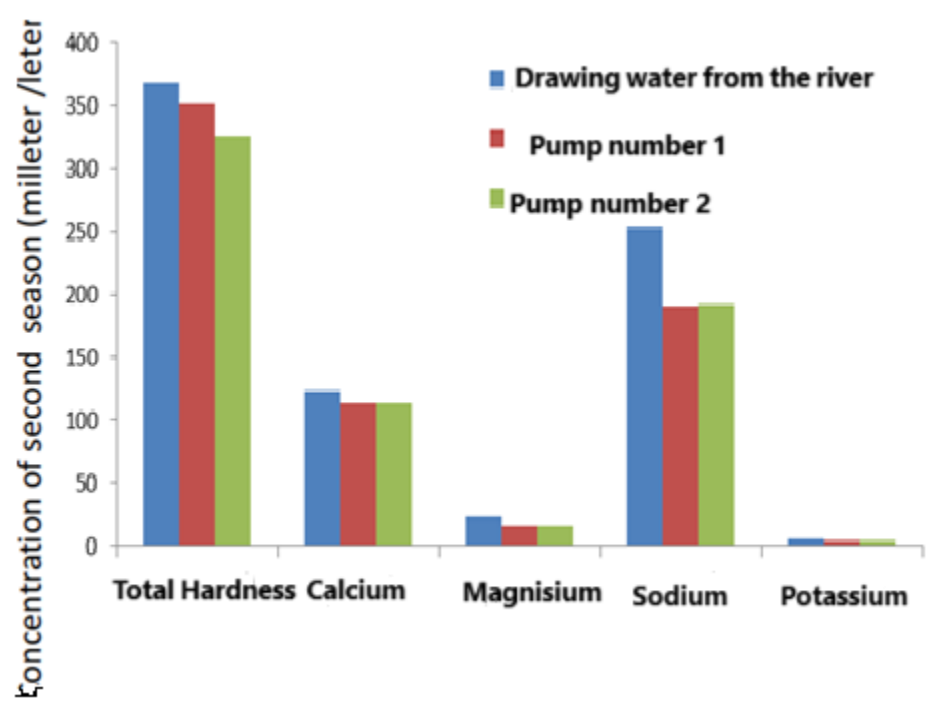 Concentration of second season (milleter /leter
400
350
300
250
200
150
100
50
0
Drawing water from the river
Pump number 1
Pump number 2
Total Hardness Calcium Magnisium Sodium Potassium